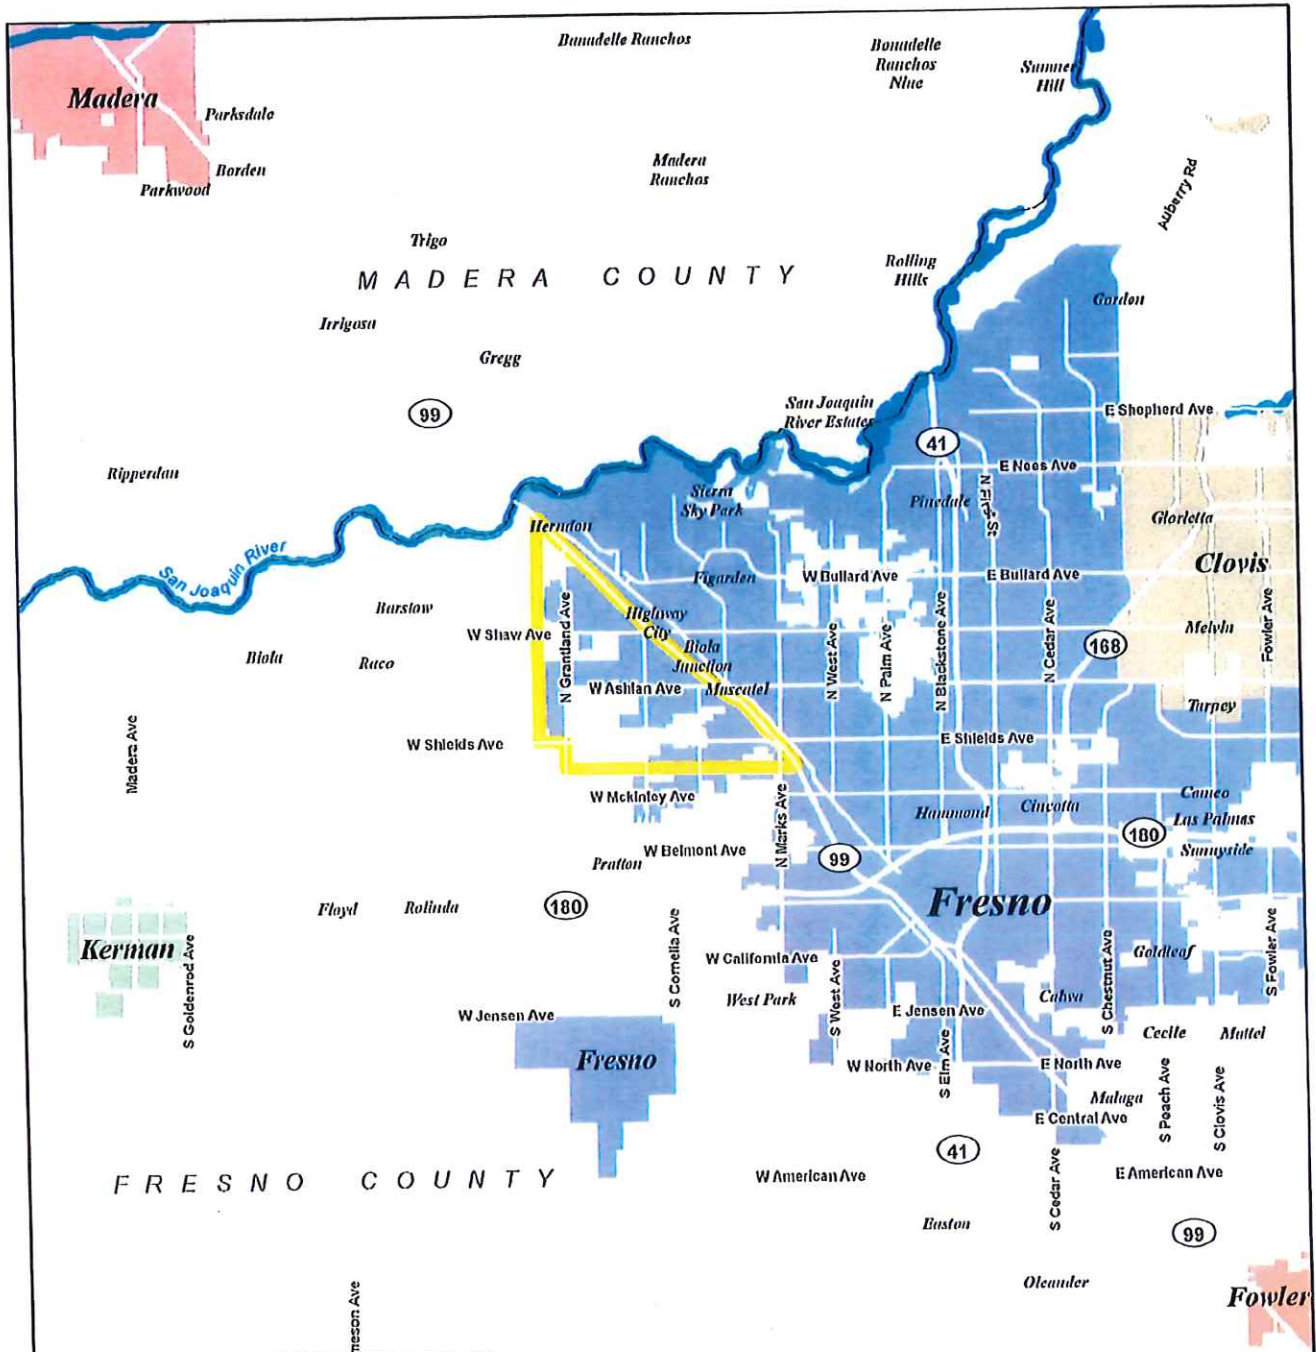 Bonadelle Ranchos
Bonadelle
Ranchos
Nine
Sumner
Hill
Madera
Parksdale
Borden
Parkwood
Madera
Ranchos
Auberry Rd
Trigo
MADERA COUNTY
Rolling
Hills
Gordon
Irrigosa
Gregg
99
San Joaquin
River Estates
E Shepherd Ave
41
E Nees Ave
Ripperdan
Sierra
Sky Park
Pinedale
N First St
Glorietta
Herndon
San Joaquin River
Clovis
Figarden
W Bullard Ave
E Bullard Ave
Barstow
Highway
City
W Shaw Ave
N Grantland Ave
N West Ave
N Palm Ave
N Blackstone Ave
N Cedar Ave
Fowler Ave
Melvin
168
Biola
Raco
Biola
Junction
W Ashlan Ave
Muscatel
Tarpey
Madera Ave
W Shields Ave
E Shields Ave
W Mckinley Ave
N Marks Ave
Hammond
Cincotta
Cameo
Las Palmas
180
Sunnyside
W Belmont Ave
99
Pratton
Fresno
Floyd
Rolinda
180
Kerman
S Goldenrod Ave
S Cornelia Ave
W California Ave
S West Ave
S Chestnut Ave
Goldleaf
S Fowler Ave
West Park
Calwa
W Jensen Ave
E Jensen Ave
Cecile
Mattei
Fresno
W North Ave
S Elm Ave
E North Ave
Malaga
S Peach Ave
S Clovis Ave
E Central Ave
41
FRESNO COUNTY
W American Ave
S Cedar Ave
E American Ave
Easton
99
Oleander
Fowler
meson Ave